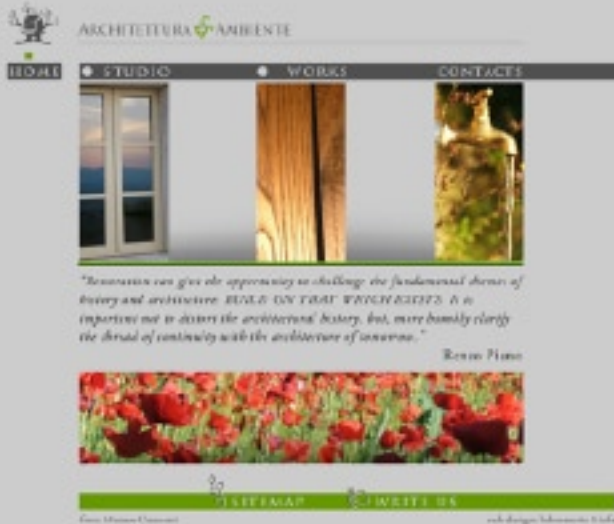 ARCHITETTURA & AMBIENTE
HOME STUDIO WORKS CONTACTS
"Renovation can give the opportunity to challenge the fundamental themes of
history and architecture. BUILD ON THAT WHICH EXISTS. It is
important not to distort the architectural history, but, more humbly clarify
the thread of continuity with the architecture of tomorrow."
Renzo Piano
SITEMAP WRITE US